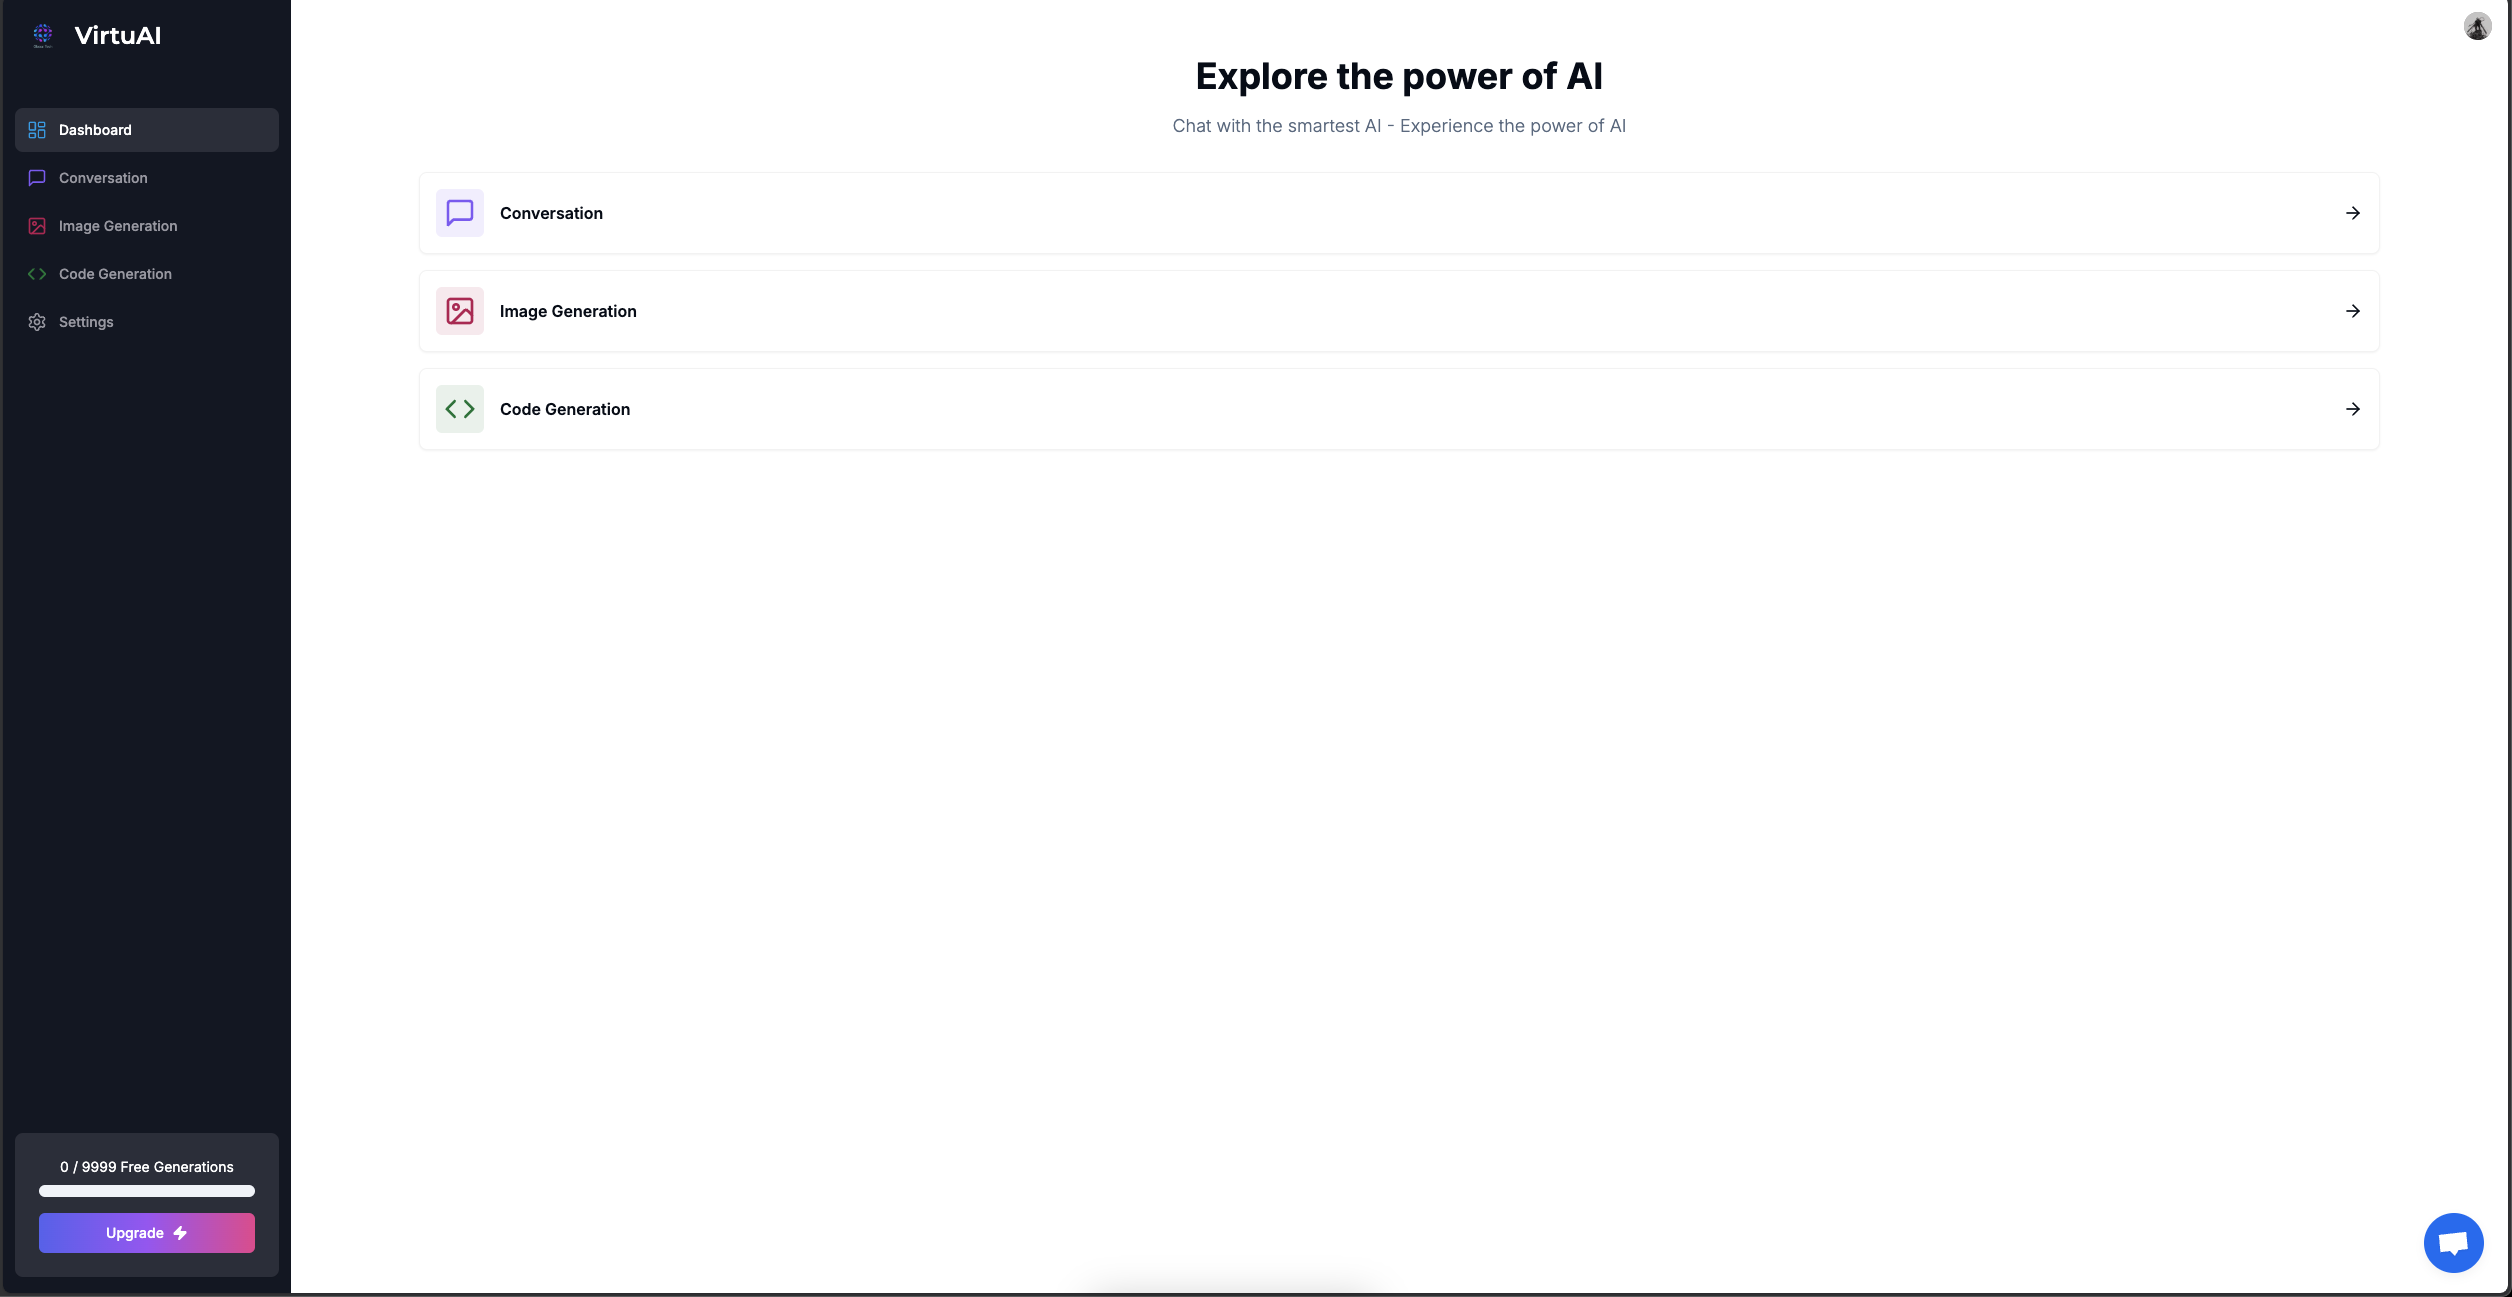 VirtuAI
Dashboard
Conversation
Image Generation
Code Generation
Settings
0 / 9999 Free Generations
Upgrade
Explore the power of AI
Chat with the smartest AI - Experience the power of AI
Conversation
Image Generation
Code Generation